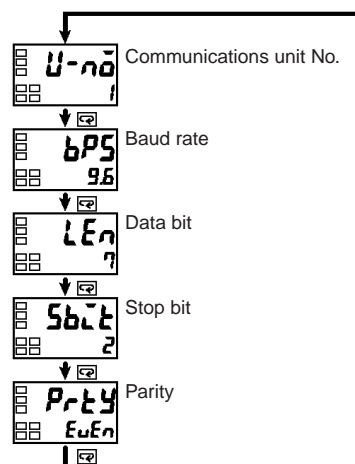 U-no
Communications unit No.
1
bPS
Baud rate
9.6
LEn
Data bit
7
Sbit
Stop bit
2
PrtY
Parity
EuEn